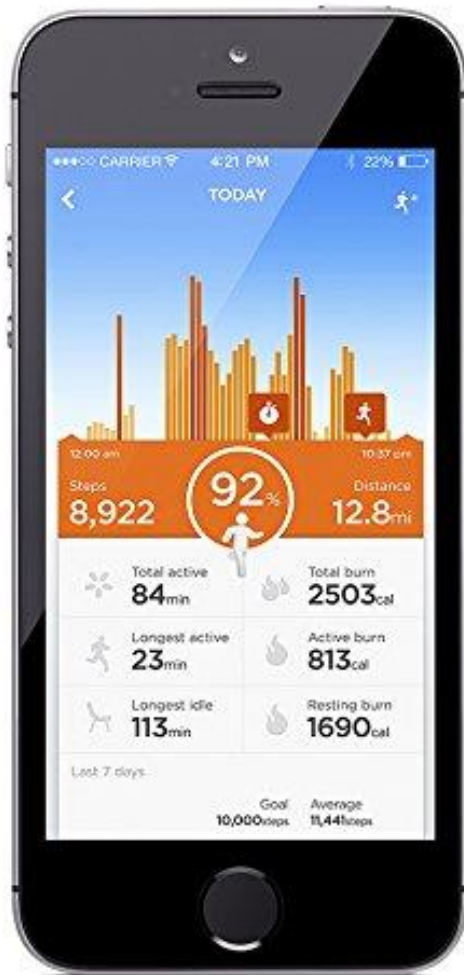 CARRIER 4:21 PM 22%
TODAY
12:00 am 10:37 pm
Steps 92% Distance
8,922 12.8mi
Total active Total burn
84min 2503cal
Longest active Active burn
23min 813cal
Longest idle Resting burn
113min 1690cal
Last 7 days
Goal Average
10,000steps 11,441steps